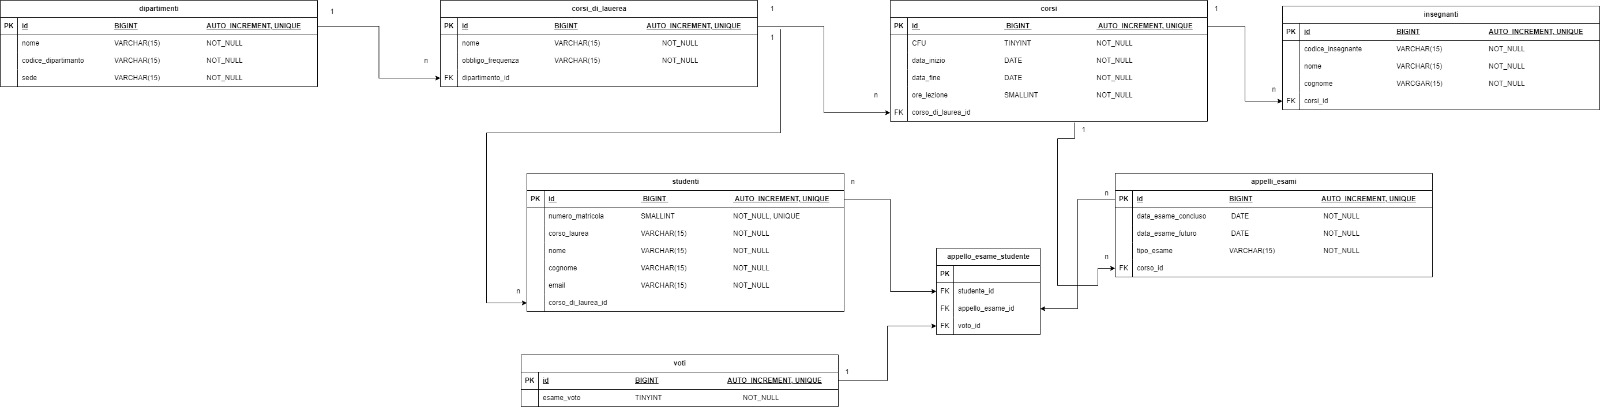 dipartimenti
PK id BIGINT AUTO_INCREMENT, UNIQUE
nome VARCHAR(15) NOT_NULL
codice_dipartimanto VARCHAR(15) NOT_NULL
sede VARCHAR(15) NOT_NULL
1
n
corsi_di_lauerea
PK id BIGINT AUTO_INCREMENT, UNIQUE
nome VARCHAR(15) NOT_NULL
obbligo_frequenza VARCHAR(15) NOT_NULL
FK dipartimento_id
1
1
n
corsi
PK id BIGINT AUTO_INCREMENT, UNIQUE
CFU TINYINT NOT_NULL
data_inizio DATE NOT_NULL
data_fine DATE NOT_NULL
ore_lezione SMALLINT NOT_NULL
FK corso_di_laurea_id
1
n
1
insegnanti
PK id BIGINT AUTO_INCREMENT, UNIQUE
codice_insegnante VARCHAR(15) NOT_NULL
nome VARCHAR(15) NOT_NULL
cognome VARCGAR(15) NOT_NULL
FK corsi_id
studenti
PK id BIGINT AUTO_INCREMENT, UNIQUE
numero_matricola SMALLINT NOT_NULL, UNIQUE
corso_laurea VARCHAR(15) NOT_NULL
nome VARCHAR(15) NOT_NULL
cognome VARCHAR(15) NOT_NULL
email VARCHAR(15) NOT_NULL
corso_di_laurea_id
n
n
appelli_esami
PK id BIGINT AUTO_INCREMENT, UNIQUE
data_esame_concluso DATE NOT_NULL
data_esame_futuro DATE NOT_NULL
tipo_esame VARCHAR(15) NOT_NULL
FK corso_id
n
n
appello_esame_studente
PK
FK studente_id
FK appello_esame_id
FK voto_id
voti
PK id BIGINT AUTO_INCREMENT, UNIQUE
esame_voto TINYINT NOT_NULL
1